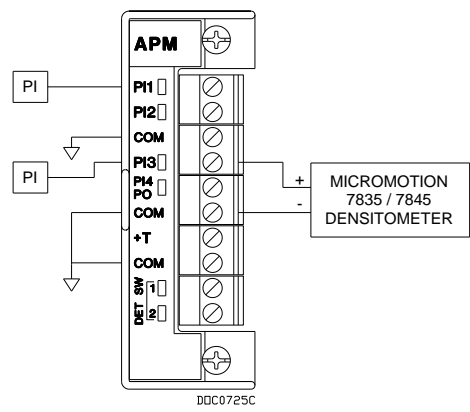 APM
PI
PI1
PI2
COM
PI
PI3
PI4
PO
COM
+T
COM
SW
1
DET
2
+
-
MICROMOTION
7835 / 7845
DENSITOMETER
DOC0725C